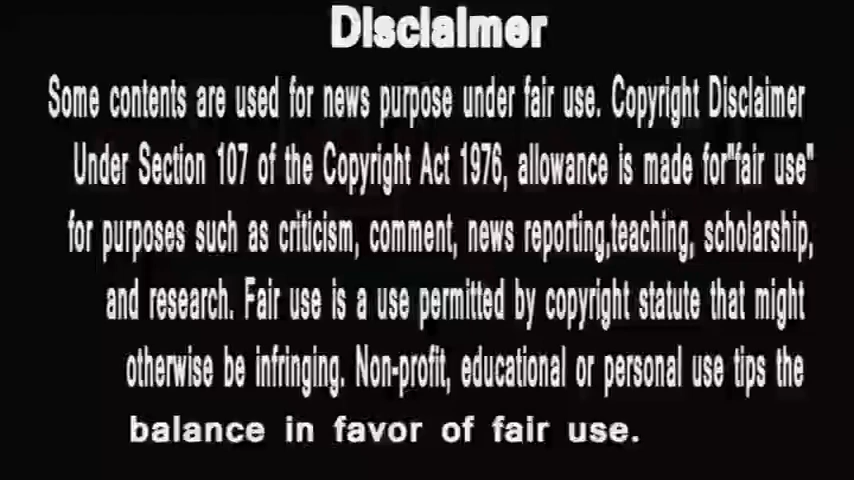 Disclaimer
Some contents are used for news purpose under fair use. Copyright Disclaimer
Under Section 107 of the Copyright Act 1976, allowance is made for"fair use"
for purposes such as criticism, comment, news reporting,teaching, scholarship,
and research. Fair use is a use permitted by copyright statute that might
otherwise be infringing. Non-profit, educational or personal use tips the
balance in favor of fair use.